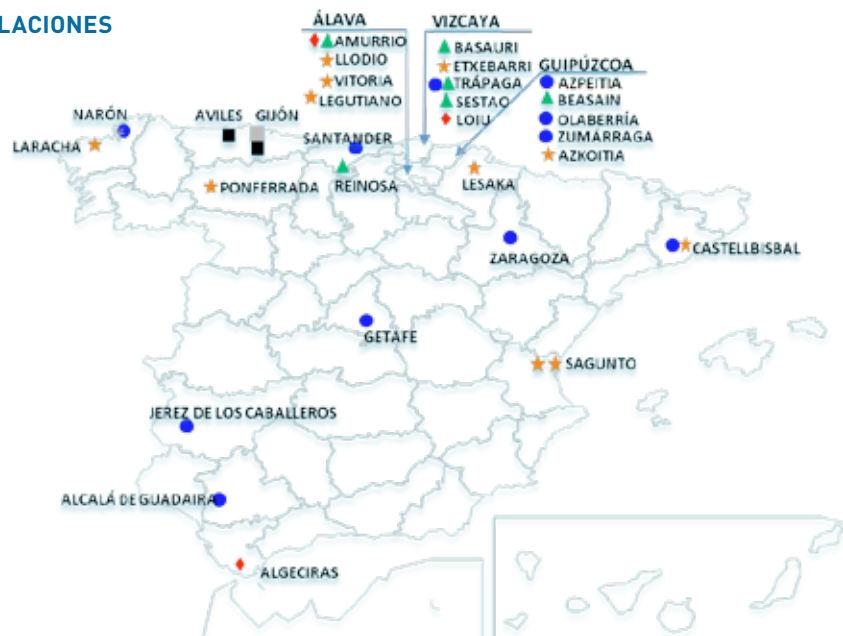 LACIONES
ÁLAVA
AMURRIO
LLODIO
VITORIA
LEGUTIANO
VIZCAYA
BASAURI
ETXEBARRI
TRÁPAGA
SESTAO
LOIU
GUIPÚZCOA
AZPEITIA
BEASAIN
OLABERRÍA
ZUMÁRRAGA
AZKOITIA
NARÓN
AVILES
GIJÓN
SANTANDER
LARACHA
PONFERRADA
REINOSA
LESAKA
ZARAGOZA
CASTELLBISBAL
GETAFE
SAGUNTO
JEREZ DE LOS CABALLEROS
ALCALÁ DE GUADAIRA
ALGECIRAS